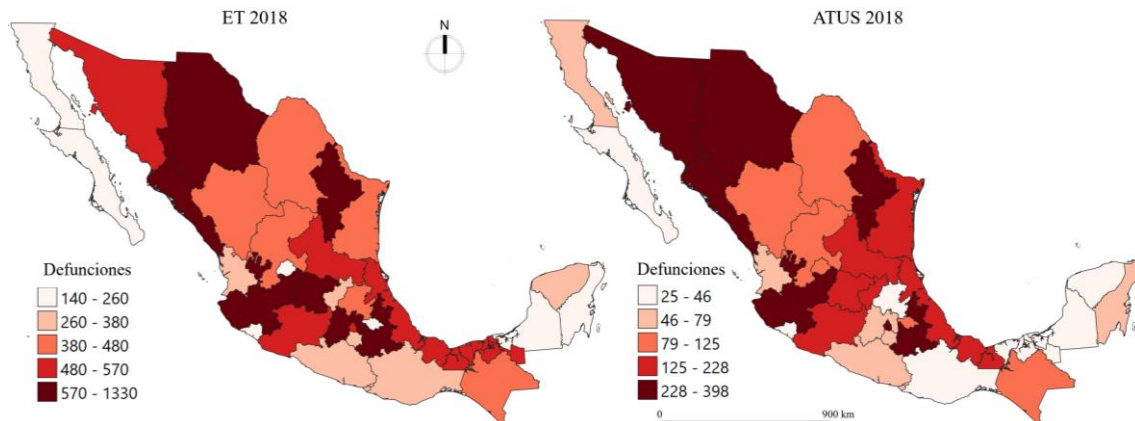 ET 2018
N
ATUS 2018
Defunciones
140 - 260
260 - 380
380 - 480
480 - 570
570 - 1330
Defunciones
25 - 46
46 - 79
79 - 125
125 - 228
228 - 398
0 900 km